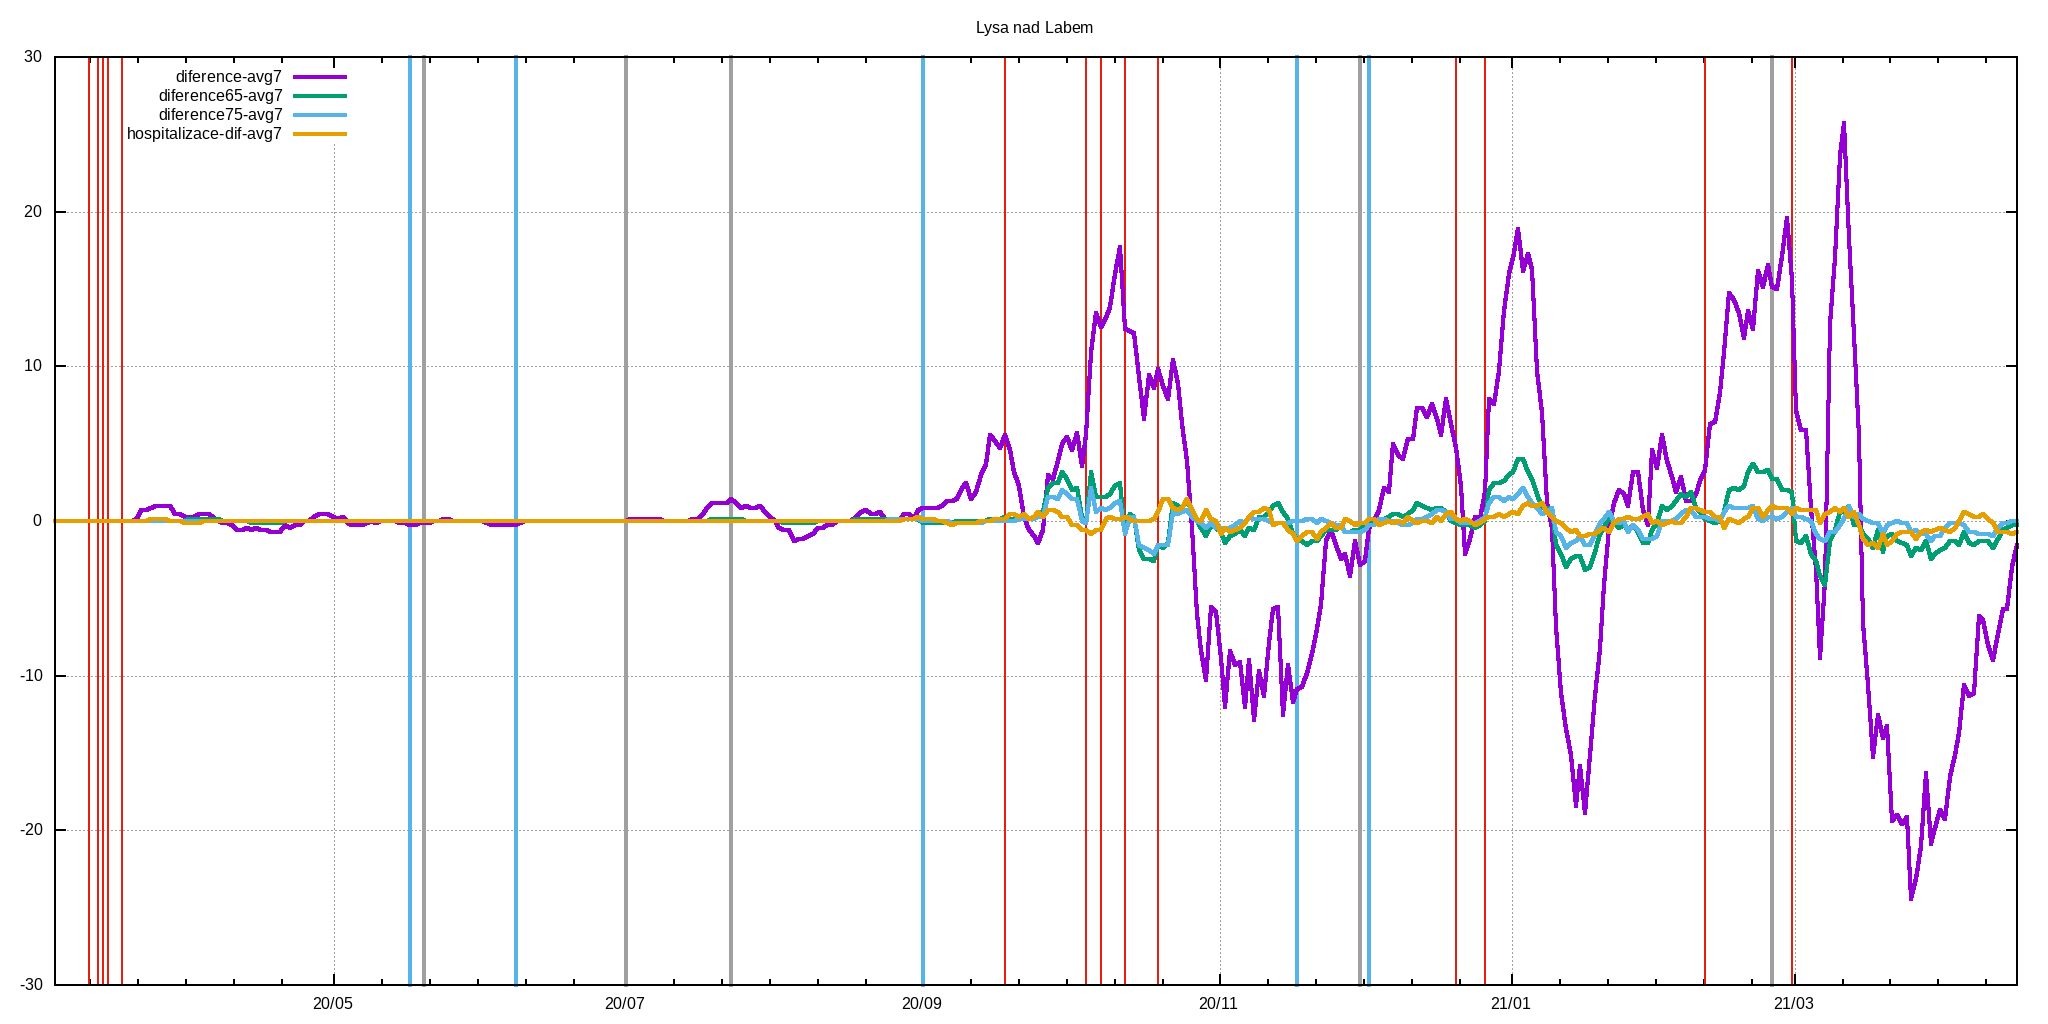 Lysa nad Labem
diference-avg7
diference65-avg7
diference75-avg7
hospitalizace-dif-avg7
30
20
10
0
-10
-20
-30
20/05 20/07 20/09 20/11 21/01 21/03